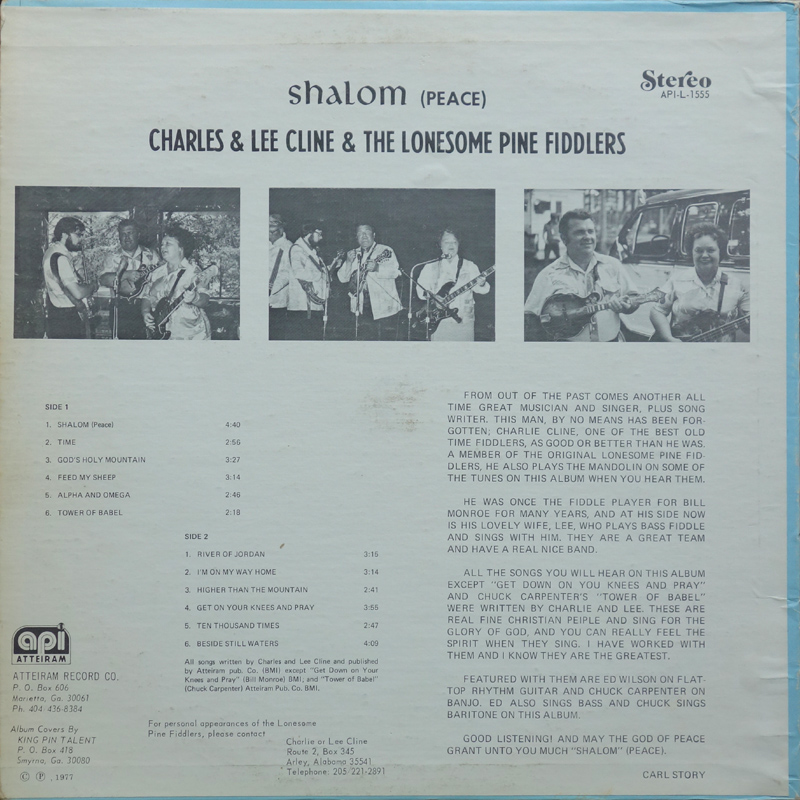 shalom (PEACE)
Stereo
API-L-1555
CHARLES & LEE CLINE & THE LONESOME PINE FIDDLERS
SIDE 1
1. SHALOM (Peace) 4:40
2. TIME 2:56
3. GOD'S HOLY MOUNTAIN 3:27
4. FEED MY SHEEP 3:14
5. ALPHA AND OMEGA 2:46
6. TOWER OF BABEL 2:18
SIDE 2
1. RIVER OF JORDAN 3:15
2. I'M ON MY WAY HOME 3:14
3. HIGHER THAN THE MOUNTAIN 2:41
4. GET ON YOUR KNEES AND PRAY 3:55
5. TEN THOUSAND TIMES 2:47
6. BESIDE STILL WATERS 4:09
All songs written by Charles and Lee Cline and published
by Atteiram pub. Co. (BMI) except "Get Down on Your
Knees and Pray" (Bill Monroe) BMI; and "Tower of Babel"
(Chuck Carpenter) Atteiram Pub. Co. BMI.
FROM OUT OF THE PAST COMES ANOTHER ALL
TIME GREAT MUSICIAN AND SINGER, PLUS SONG
WRITER. THIS MAN, BY NO MEANS HAS BEEN FOR-
GOTTEN; CHARLIE CLINE, ONE OF THE BEST OLD
TIME FIDDLERS, AS GOOD OR BETTER THAN HE WAS.
A MEMBER OF THE ORIGINAL LONESOME PINE FID-
DLERS, HE ALSO PLAYS THE MANDOLIN ON SOME OF
THE TUNES ON THIS ALBUM WHEN YOU HEAR THEM.
HE WAS ONCE THE FIDDLE PLAYER FOR BILL
MONROE FOR MANY YEARS, AND AT HIS SIDE NOW
IS HIS LOVELY WIFE, LEE, WHO PLAYS BASS FIDDLE
AND SINGS WITH HIM. THEY ARE A GREAT TEAM
AND HAVE A REAL NICE BAND.
ALL THE SONGS YOU WILL HEAR ON THIS ALBUM
EXCEPT "GET DOWN ON YOU KNEES AND PRAY"
AND CHUCK CARPENTER'S "TOWER OF BABEL"
WERE WRITTEN BY CHARLIE AND LEE. THESE ARE
REAL FINE CHRISTIAN PEIPLE AND SING FOR THE
GLORY OF GOD, AND YOU CAN REALLY FEEL THE
SPIRIT WHEN THEY SING. I HAVE WORKED WITH
THEM AND I KNOW THEY ARE THE GREATEST.
FEATURED WITH THEM ARE ED WILSON ON FLAT-
TOP RHYTHM GUITAR AND CHUCK CARPENTER ON
BANJO. ED ALSO SINGS BASS AND CHUCK SINGS
BARITONE ON THIS ALBUM.
GOOD LISTENING! AND MAY THE GOD OF PEACE
GRANT UNTO YOU MUCH "SHALOM" (PEACE).
CARL STORY
api
ATTEIRAM
ATTEIRAM RECORD CO.
P. O. Box 606
Marietta, Ga. 30061
Ph. 404 436-8384
Album Covers By
KING PIN TALENT
P. O. Box 418
Smyrna, Ga. 30080
© ℗ , 1977
For personal appearances of the Lonesome
Pine Fiddlers, please contact
Charlie or Lee Cline
Route 2, Box 345
Arley, Alabama 35541
Telephone: 205 221-2891